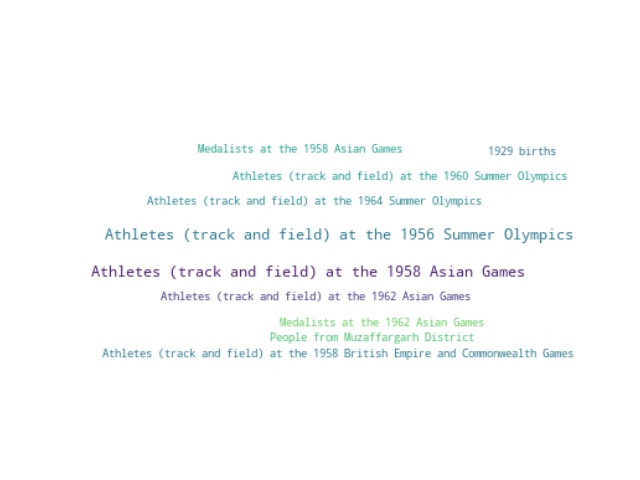 Medalists at the 1958 Asian Games
1929 births
Athletes (track and field) at the 1960 Summer Olympics
Athletes (track and field) at the 1964 Summer Olympics
Athletes (track and field) at the 1956 Summer Olympics
Athletes (track and field) at the 1958 Asian Games
Athletes (track and field) at the 1962 Asian Games
Medalists at the 1962 Asian Games
People from Muzaffargarh District
Athletes (track and field) at the 1958 British Empire and Commonwealth Games